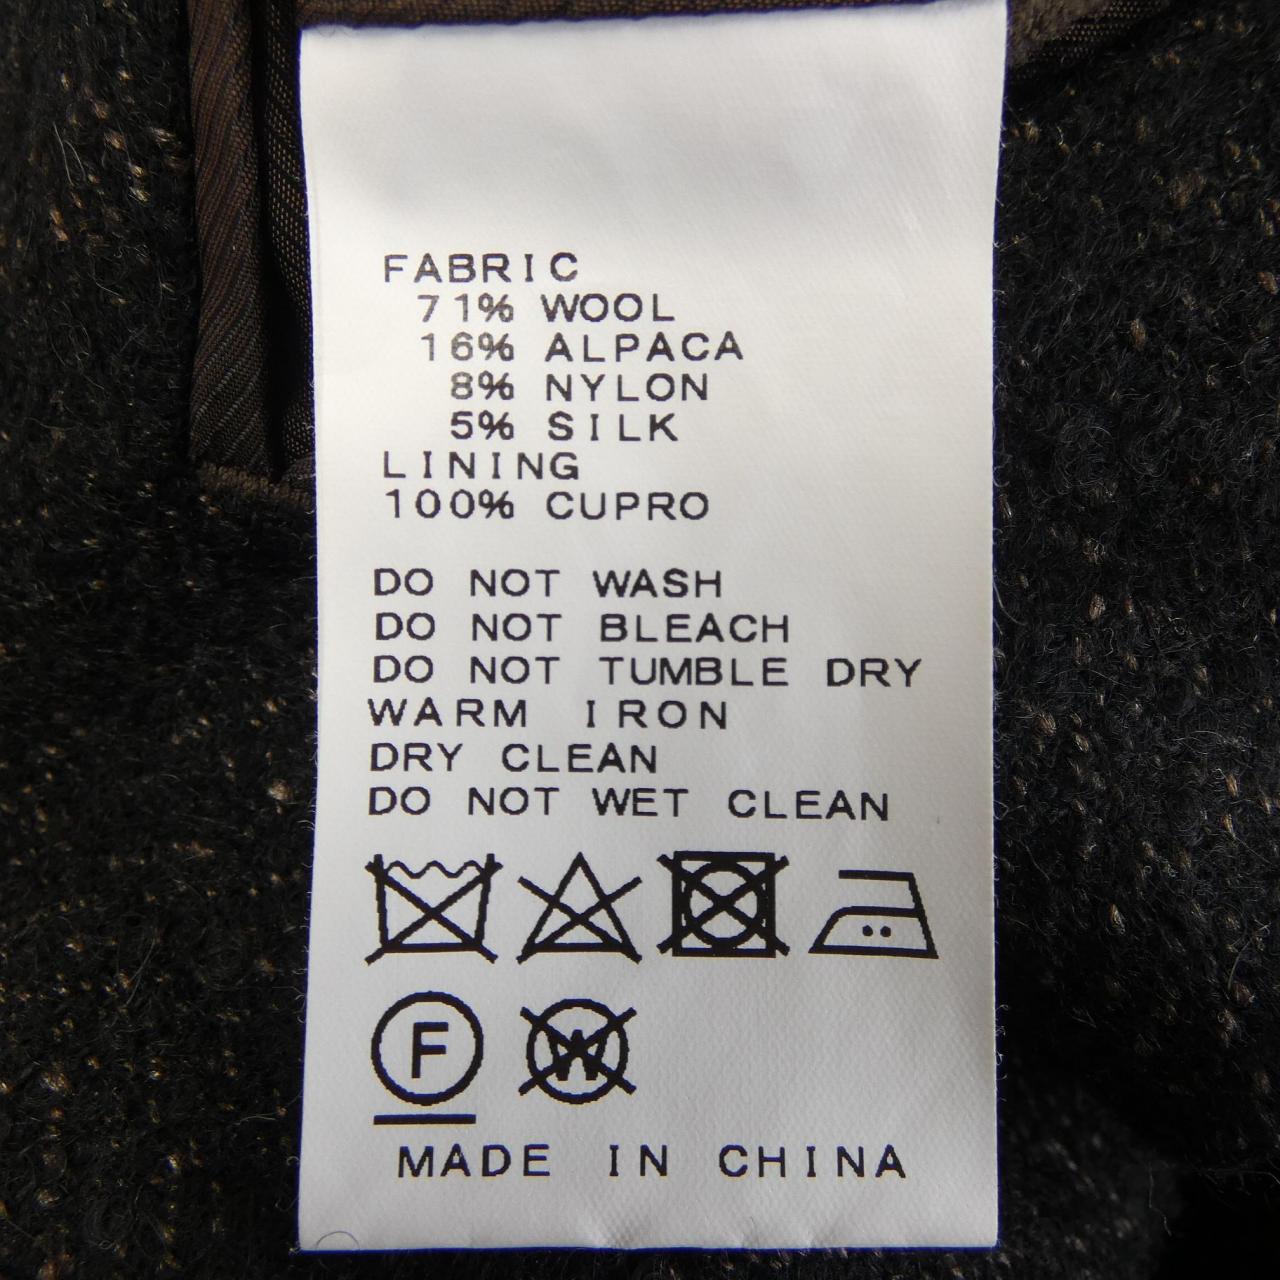 FABRIC
71% WOOL
16% ALPACA
8% NYLON
5% SILK
LINING
100% CUPRO
DO NOT WASH
DO NOT BLEACH
DO NOT TUMBLE DRY
WARM IRON
DRY CLEAN
DO NOT WET CLEAN
F W
MADE IN CHINA